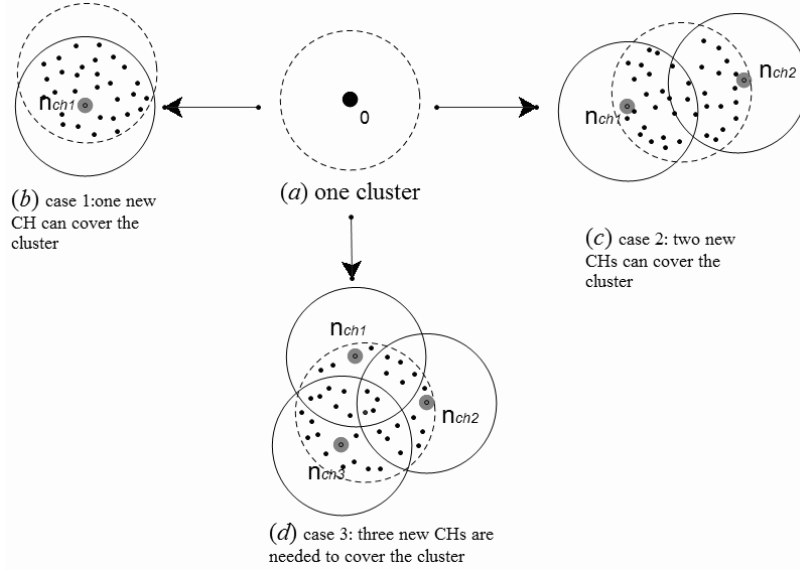 n_ch1
(b) case 1:one new
CH can cover the
cluster
0
(a) one cluster
n_ch1
n_ch2
(c) case 2: two new
CHs can cover the
cluster
n_ch1
n_ch2
n_ch3
(d) case 3: three new CHs are
needed to cover the cluster